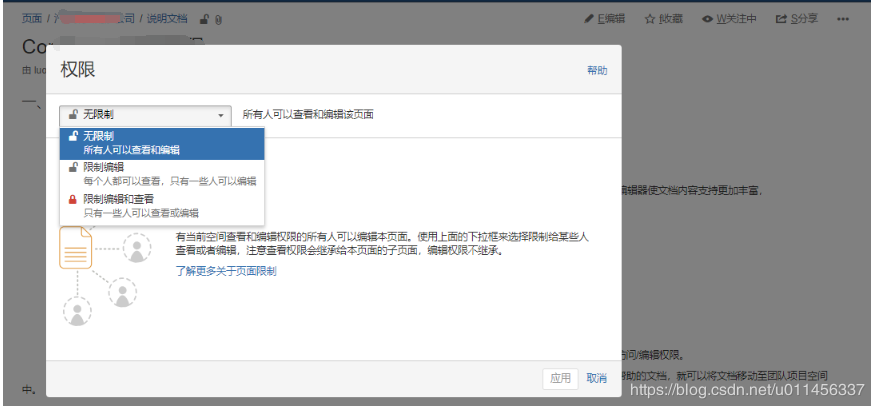 页面 / 公司 / 说明文档
E编辑 收藏 W关注中 S分享 •••
Co
由 luo
一、
权限
帮助
无限制
所有人可以查看和编辑该页面
无限制
所有人可以查看和编辑
限制编辑
每个人都可以查看，只有一些人可以编辑
限制编辑和查看
只有一些人可以查看或编辑
编辑器使文档内容支持更加丰富，
有当前空间查看和编辑权限的所有人可以编辑本页面。使用上面的下拉框来选择限制给某些人
查看或者编辑，注意查看权限会继承给本页面的子页面，编辑权限不继承。
了解更多关于页面限制
访问/编辑权限。
帮助的文档，就可以将文档移动至团队项目空间
中。
应用 取消
https://blog.csdn.net/u011456337